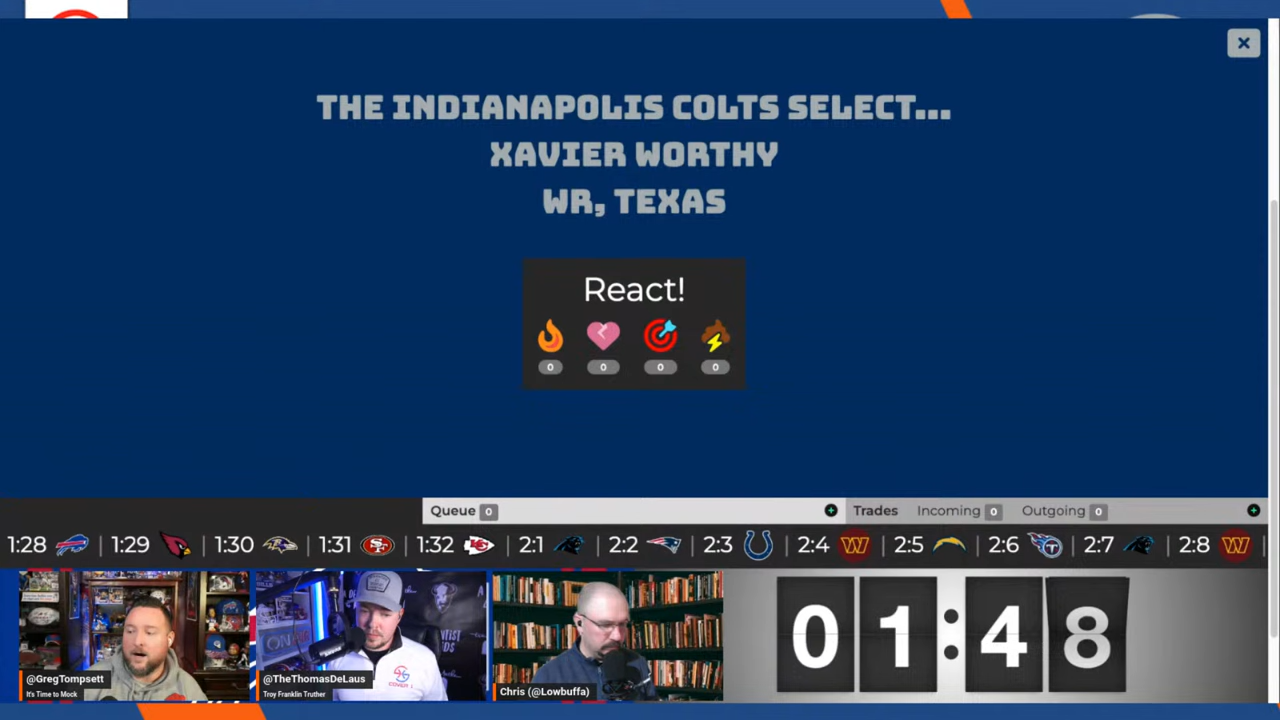 THE INDIANAPOLIS COLTS SELECT...
XAVIER WORTHY
WR, TEXAS
React!
0 0 0 0
Queue 0 Trades Incoming 0 Outgoing 0
1:28 | 1:29 | 1:30 | 1:31 | 1:32 | 2:1 | 2:2 | 2:3 | 2:4 | 2:5 | 2:6 | 2:7 | 2:8 |
@GregTompsett
It's Time to Mock
@TheThomasDeLaus
Troy Franklin Truther
Chris (@Lowbuffa)
01:48